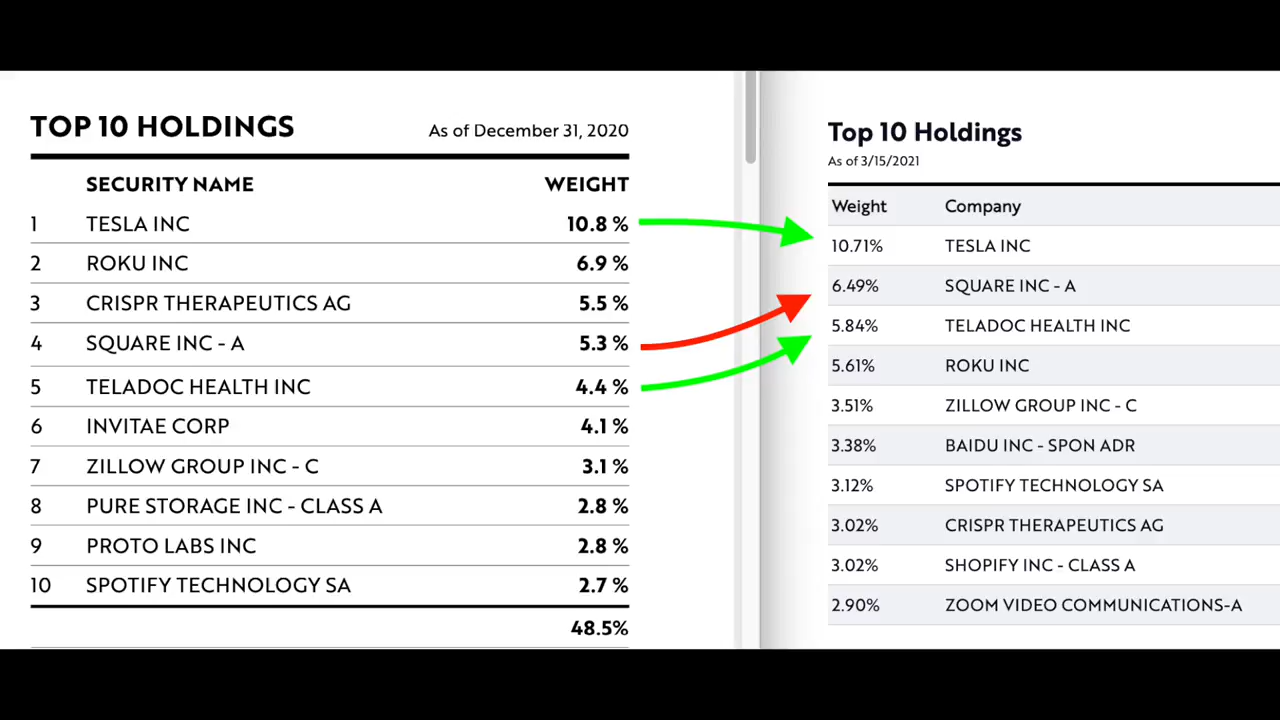 TOP 10 HOLDINGS As of December 31, 2020
SECURITY NAME WEIGHT
1 TESLA INC 10.8 %
2 ROKU INC 6.9 %
3 CRISPR THERAPEUTICS AG 5.5 %
4 SQUARE INC - A 5.3 %
5 TELADOC HEALTH INC 4.4 %
6 INVITAE CORP 4.1 %
7 ZILLOW GROUP INC - C 3.1 %
8 PURE STORAGE INC - CLASS A 2.8 %
9 PROTO LABS INC 2.8 %
10 SPOTIFY TECHNOLOGY SA 2.7 %
48.5%
Top 10 Holdings
As of 3/15/2021
Weight Company
10.71% TESLA INC
6.49% SQUARE INC - A
5.84% TELADOC HEALTH INC
5.61% ROKU INC
3.51% ZILLOW GROUP INC - C
3.38% BAIDU INC - SPON ADR
3.12% SPOTIFY TECHNOLOGY SA
3.02% CRISPR THERAPEUTICS AG
3.02% SHOPIFY INC - CLASS A
2.90% ZOOM VIDEO COMMUNICATIONS-A